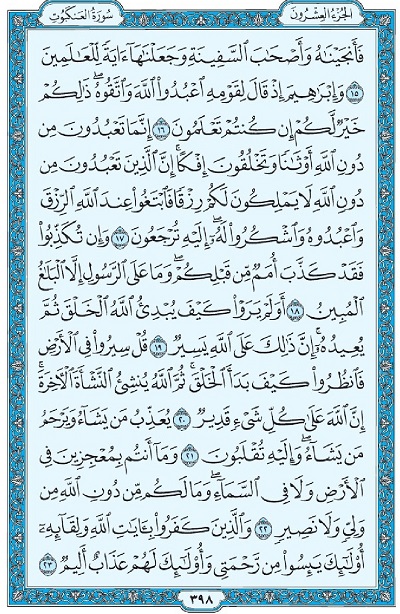 سورة العنكبوت الجزء العشرون
فَأَنجَيْنَٰهُ وَأَصْحَٰبَ ٱلسَّفِينَةِ وَجَعَلْنَٰهَآ ءَايَةً لِّلْعَٰلَمِينَ
١٥ وَإِبْرَٰهِيمَ إِذْ قَالَ لِقَوْمِهِ ٱعْبُدُوا۟ ٱللَّهَ وَٱتَّقُوهُ ۖ ذَٰلِكُمْ
خَيْرٌ لَّكُمْ إِن كُنتُمْ تَعْلَمُونَ ١٦ إِنَّمَا تَعْبُدُونَ مِن
دُونِ ٱللَّهِ أَوْثَٰنًا وَتَخْلُقُونَ إِفْكًا ۚ إِنَّ ٱلَّذِينَ تَعْبُدُونَ مِن
دُونِ ٱللَّهِ لَا يَمْلِكُونَ لَكُمْ رِزْقًا فَٱبْتَغُوا۟ عِندَ ٱللَّهِ ٱلرِّزْقَ
وَٱعْبُدُوهُ وَٱشْكُرُوا۟ لَهُۥٓ ۖ إِلَيْهِ تُرْجَعُونَ ١٧ وَإِن تُكَذِّبُوا۟
فَقَدْ كَذَّبَ أُمَمٌ مِّن قَبْلِكُمْ ۖ وَمَا عَلَى ٱلرَّسُولِ إِلَّا ٱلْبَلَٰغُ
ٱلْمُبِينُ ١٨ أَوَلَمْ يَرَوْا۟ كَيْفَ يُبْدِئُ ٱللَّهُ ٱلْخَلْقَ ثُمَّ
يُعِيدُهُۥٓ ۚ إِنَّ ذَٰلِكَ عَلَى ٱللَّهِ يَسِيرٌ ١٩ قُلْ سِيرُوا۟ فِى ٱلْأَرْضِ
فَٱنظُرُوا۟ كَيْفَ بَدَأَ ٱلْخَلْقَ ۚ ثُمَّ ٱللَّهُ يُنشِئُ ٱلنَّشْأَةَ ٱلْءَاخِرَةَ ۚ
إِنَّ ٱللَّهَ عَلَىٰ كُلِّ شَىْءٍ قَدِيرٌ ٢٠ يُعَذِّبُ مَن يَشَآءُ وَيَرْحَمُ
مَن يَشَآءُ ۖ وَإِلَيْهِ تُقْلَبُونَ ٢١ وَمَآ أَنتُم بِمُعْجِزِينَ فِى
ٱلْأَرْضِ وَلَا فِى ٱلسَّمَآءِ ۖ وَمَا لَكُم مِّن دُونِ ٱللَّهِ مِن
وَلِىٍّ وَلَا نَصِيرٍ ٢٢ وَٱلَّذِينَ كَفَرُوا۟ بِـَٔايَٰتِ ٱللَّهِ وَلِقَآئِهِۦٓ
أُو۟لَٰٓئِكَ يَئِسُوا۟ مِن رَّحْمَتِى وَأُو۟لَٰٓئِكَ لَهُمْ عَذَابٌ أَلِيمٌ ٢٣
٣٩٨